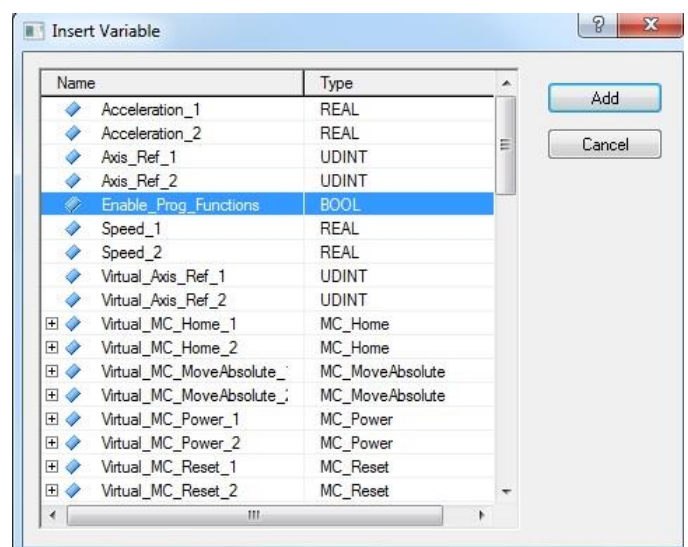 Insert Variable
Name Type
Acceleration_1 REAL
Acceleration_2 REAL
Axis_Ref_1 UDINT
Axis_Ref_2 UDINT
Enable_Prog_Functions BOOL
Speed_1 REAL
Speed_2 REAL
Virtual_Axis_Ref_1 UDINT
Virtual_Axis_Ref_2 UDINT
Virtual_MC_Home_1 MC_Home
Virtual_MC_Home_2 MC_Home
Virtual_MC_MoveAbsolute_ MC_MoveAbsolute
Virtual_MC_MoveAbsolute_ MC_MoveAbsolute
Virtual_MC_Power_1 MC_Power
Virtual_MC_Power_2 MC_Power
Virtual_MC_Reset_1 MC_Reset
Virtual_MC_Reset_2 MC_Reset
Add
Cancel